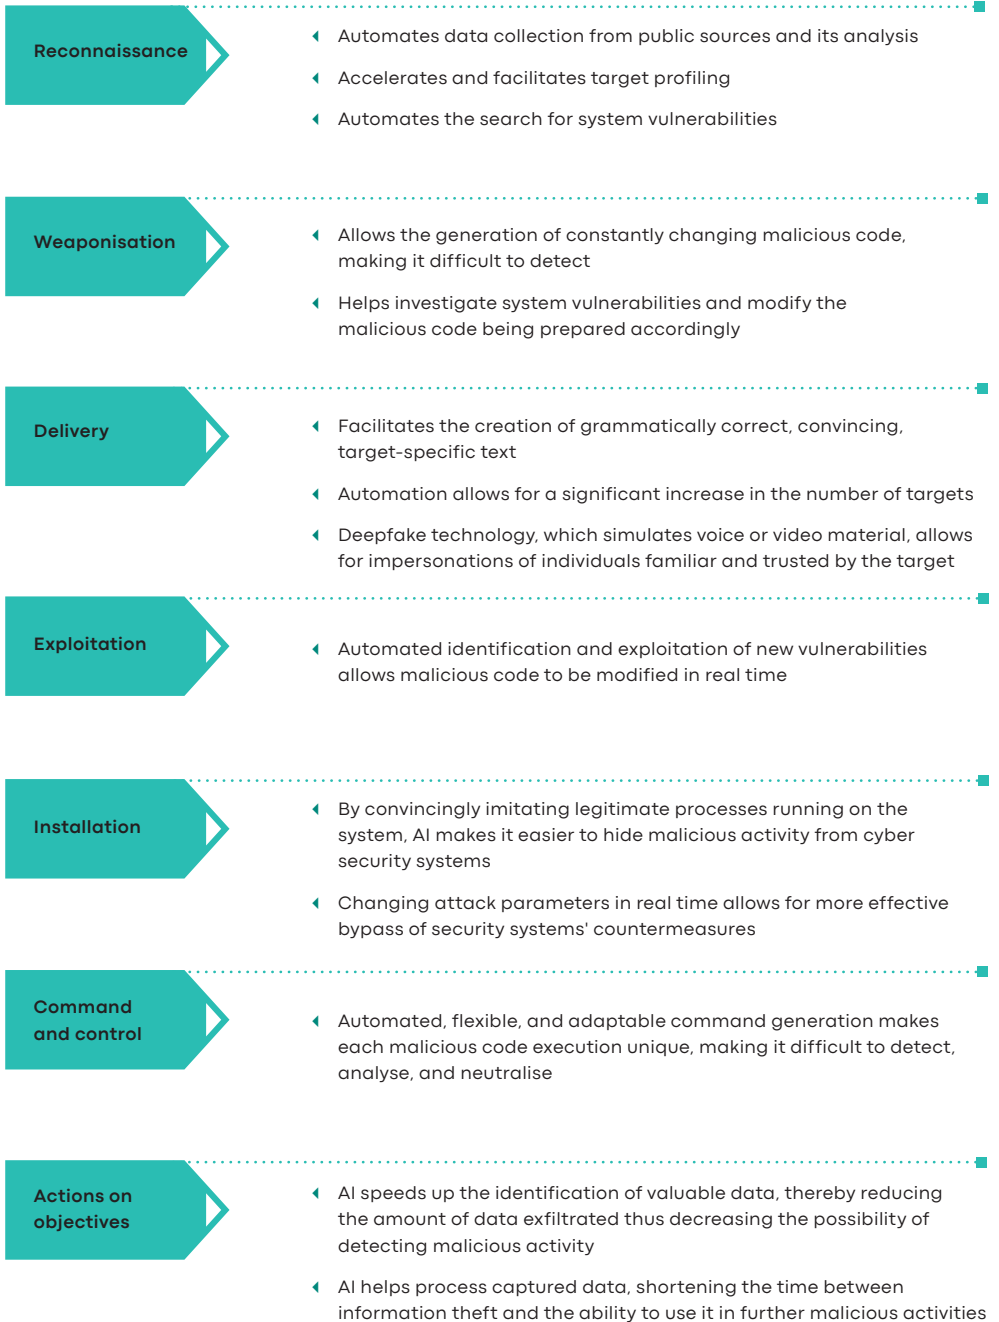 Reconnaissance
Automates data collection from public sources and its analysis
Accelerates and facilitates target profiling
Automates the search for system vulnerabilities
Weaponisation
Allows the generation of constantly changing malicious code,
making it difficult to detect
Helps investigate system vulnerabilities and modify the
malicious code being prepared accordingly
Delivery
Facilitates the creation of grammatically correct, convincing,
target-specific text
Automation allows for a significant increase in the number of targets
Deepfake technology, which simulates voice or video material, allows
for impersonations of individuals familiar and trusted by the target
Exploitation
Automated identification and exploitation of new vulnerabilities
allows malicious code to be modified in real time
Installation
By convincingly imitating legitimate processes running on the
system, AI makes it easier to hide malicious activity from cyber
security systems
Changing attack parameters in real time allows for more effective
bypass of security systems' countermeasures
Command
and control
Automated, flexible, and adaptable command generation makes
each malicious code execution unique, making it difficult to detect,
analyse, and neutralise
Actions on
objectives
AI speeds up the identification of valuable data, thereby reducing
the amount of data exfiltrated thus decreasing the possibility of
detecting malicious activity
AI helps process captured data, shortening the time between
information theft and the ability to use it in further malicious activities